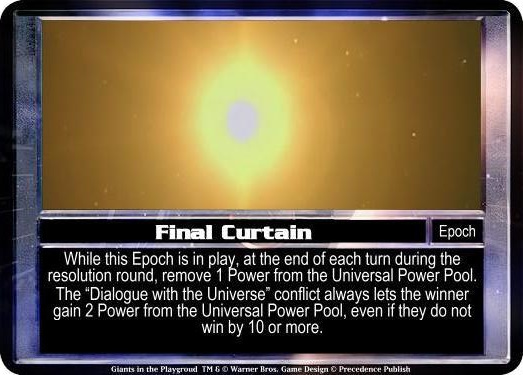 Final Curtain
Epoch
While this Epoch is in play, at the end of each turn during the
resolution round, remove 1 Power from the Universal Power Pool.
The “Dialogue with the Universe” conflict always lets the winner
gain 2 Power from the Universal Power Pool, even if they do not
win by 10 or more.
Giants in the Playgroud TM & © Warner Bros. Game Design © Precedence Publish